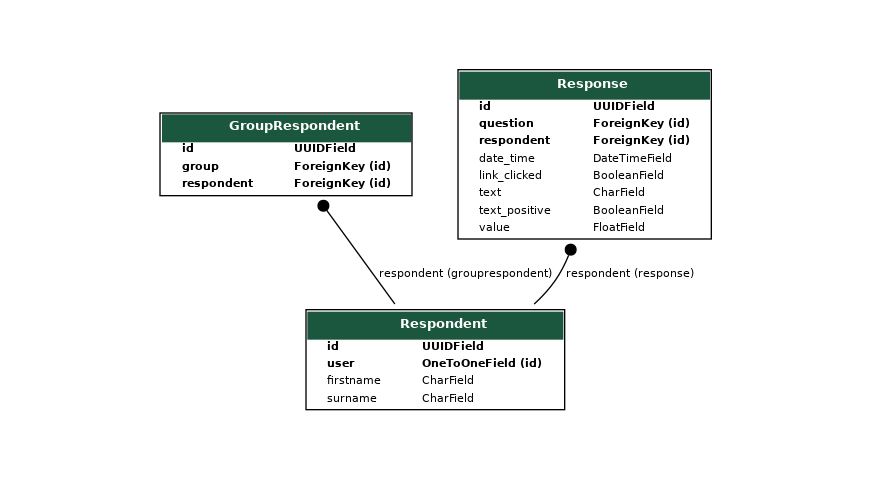 Response
id UUIDField
question ForeignKey (id)
respondent ForeignKey (id)
date_time DateTimeField
link_clicked BooleanField
text CharField
text_positive BooleanField
value FloatField
GroupRespondent
id UUIDField
group ForeignKey (id)
respondent ForeignKey (id)
respondent (grouprespondent)
respondent (response)
Respondent
id UUIDField
user OneToOneField (id)
firstname CharField
surname CharField